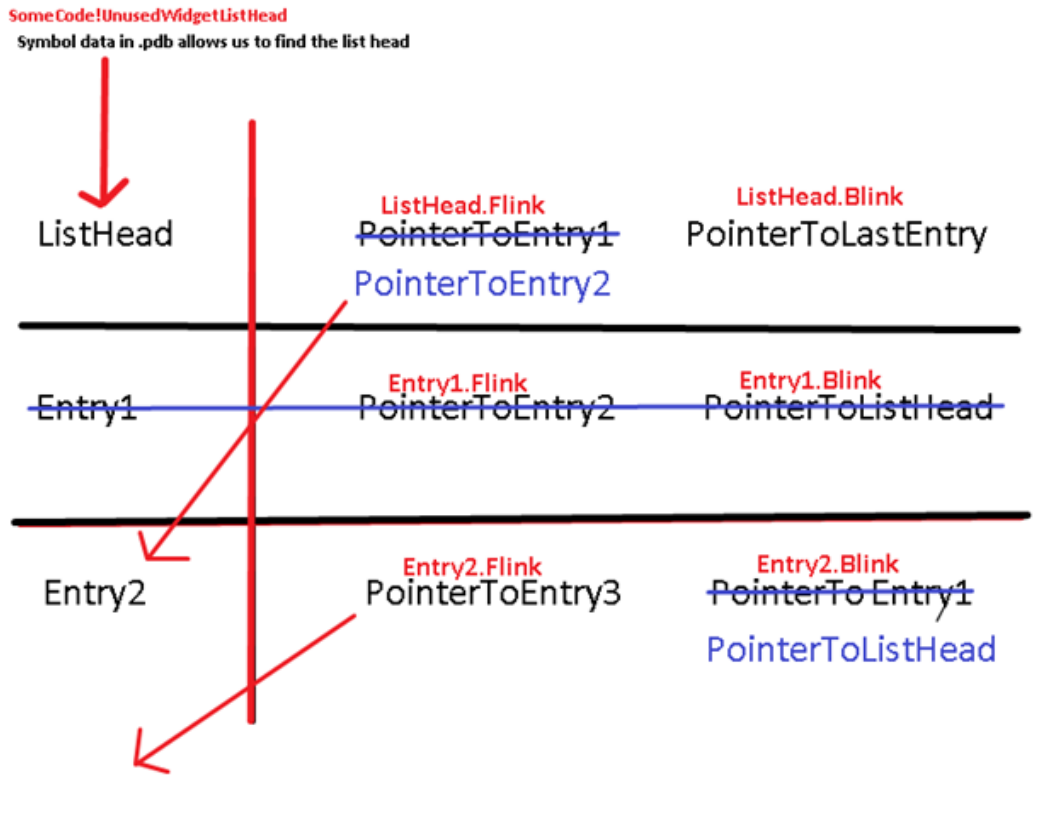 SomeCode!UnusedWidgetListHead
Symbol data in .pdb allows us to find the list head
ListHead.Flink
ListHead.Blink
ListHead
PointerToEntry1
PointerToLastEntry
PointerToEntry2
Entry1.Flink
Entry1.Blink
Entry1
PointerToEntry2
PointerToListHead
Entry2.Flink
Entry2.Blink
Entry2
PointerToEntry3
PointerToEntry1
PointerToListHead